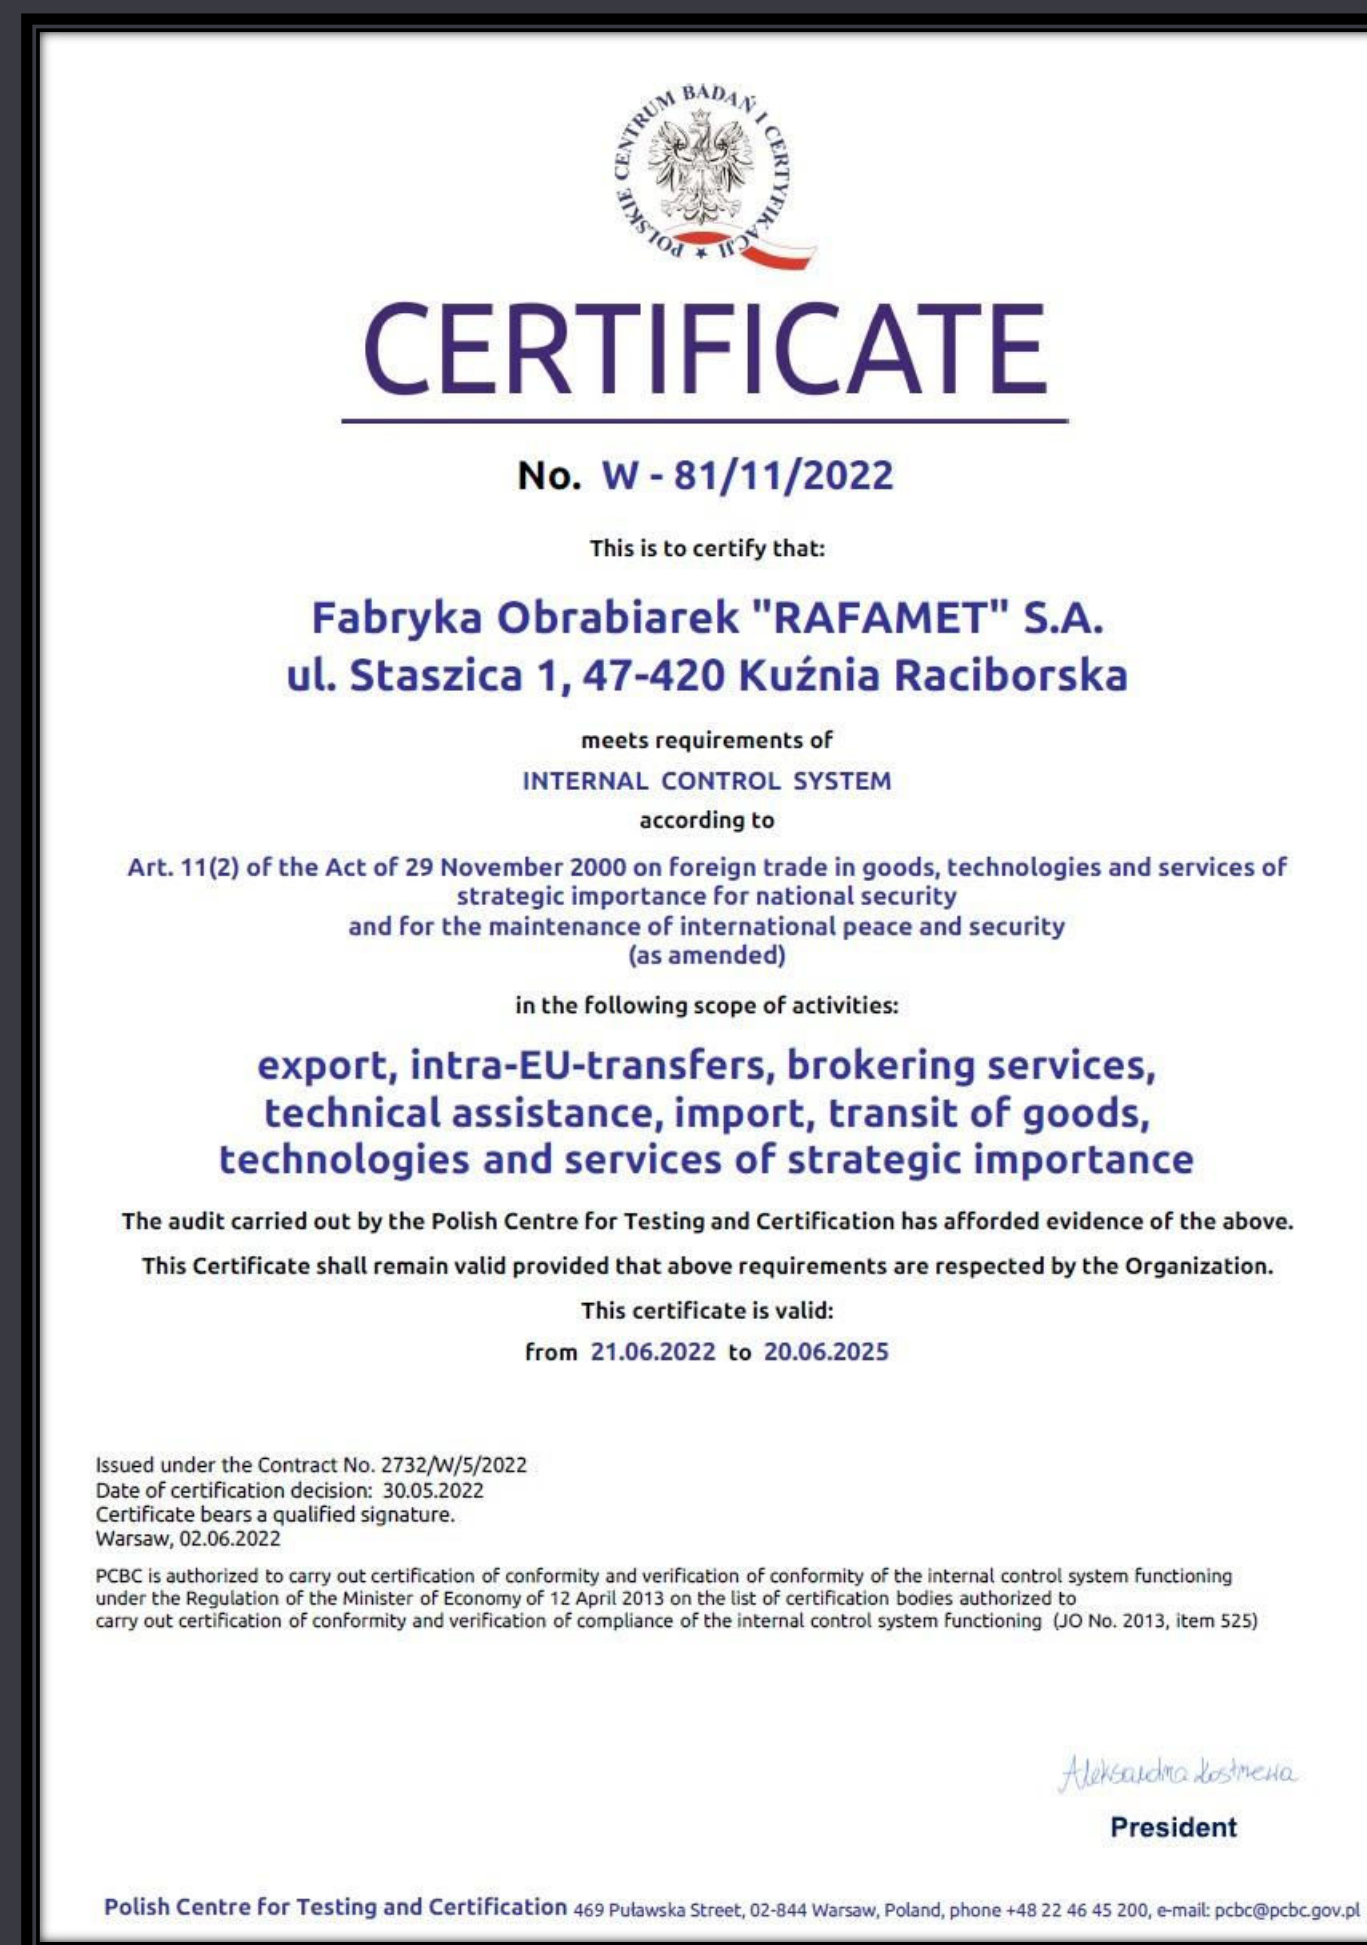 POLSKIE CENTRUM BADAŃ I CERTYFIKACJI
CERTIFICATE
No. W - 81/11/2022
This is to certify that:
Fabryka Obrabiarek "RAFAMET" S.A.
ul. Staszica 1, 47-420 Kuźnia Raciborska
meets requirements of
INTERNAL CONTROL SYSTEM
according to
Art. 11(2) of the Act of 29 November 2000 on foreign trade in goods, technologies and services of
strategic importance for national security
and for the maintenance of international peace and security
(as amended)
in the following scope of activities:
export, intra-EU-transfers, brokering services,
technical assistance, import, transit of goods,
technologies and services of strategic importance
The audit carried out by the Polish Centre for Testing and Certification has afforded evidence of the above.
This Certificate shall remain valid provided that above requirements are respected by the Organization.
This certificate is valid:
from 21.06.2022 to 20.06.2025
Issued under the Contract No. 2732/W/5/2022
Date of certification decision: 30.05.2022
Certificate bears a qualified signature.
Warsaw, 02.06.2022
PCBC is authorized to carry out certification of conformity and verification of conformity of the internal control system functioning
under the Regulation of the Minister of Economy of 12 April 2013 on the list of certification bodies authorized to
carry out certification of conformity and verification of compliance of the internal control system functioning (JO No. 2013, item 525)
Aleksandra
President
Polish Centre for Testing and Certification 469 Puławska Street, 02-844 Warsaw, Poland, phone +48 22 46 45 200, e-mail: pcbc@pcbc.gov.pl